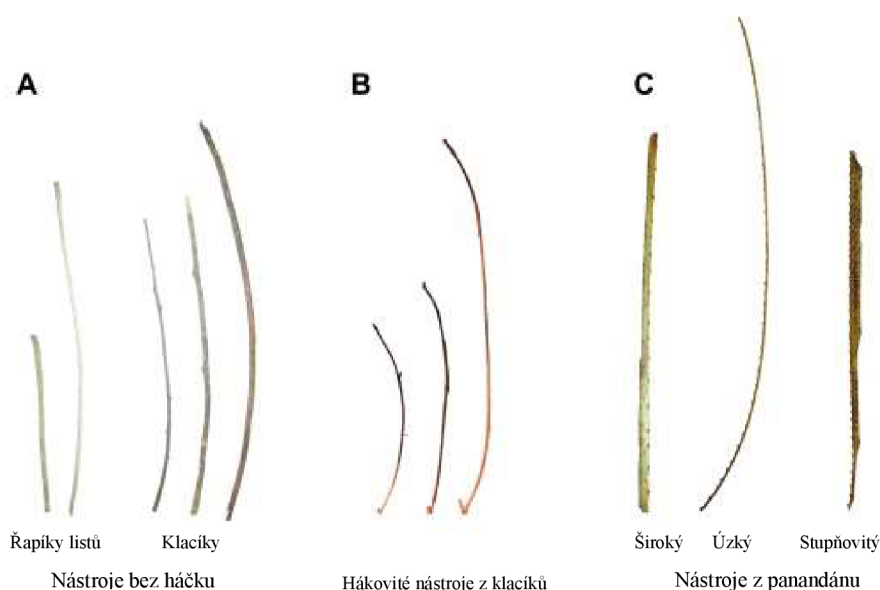 A
B
C
Řapíky listů
Klacíky
Široký
Úzký
Stupňovitý
Nástroje bez háčku
Hákovité nástroje z klacíků
Nástroje z panandánu